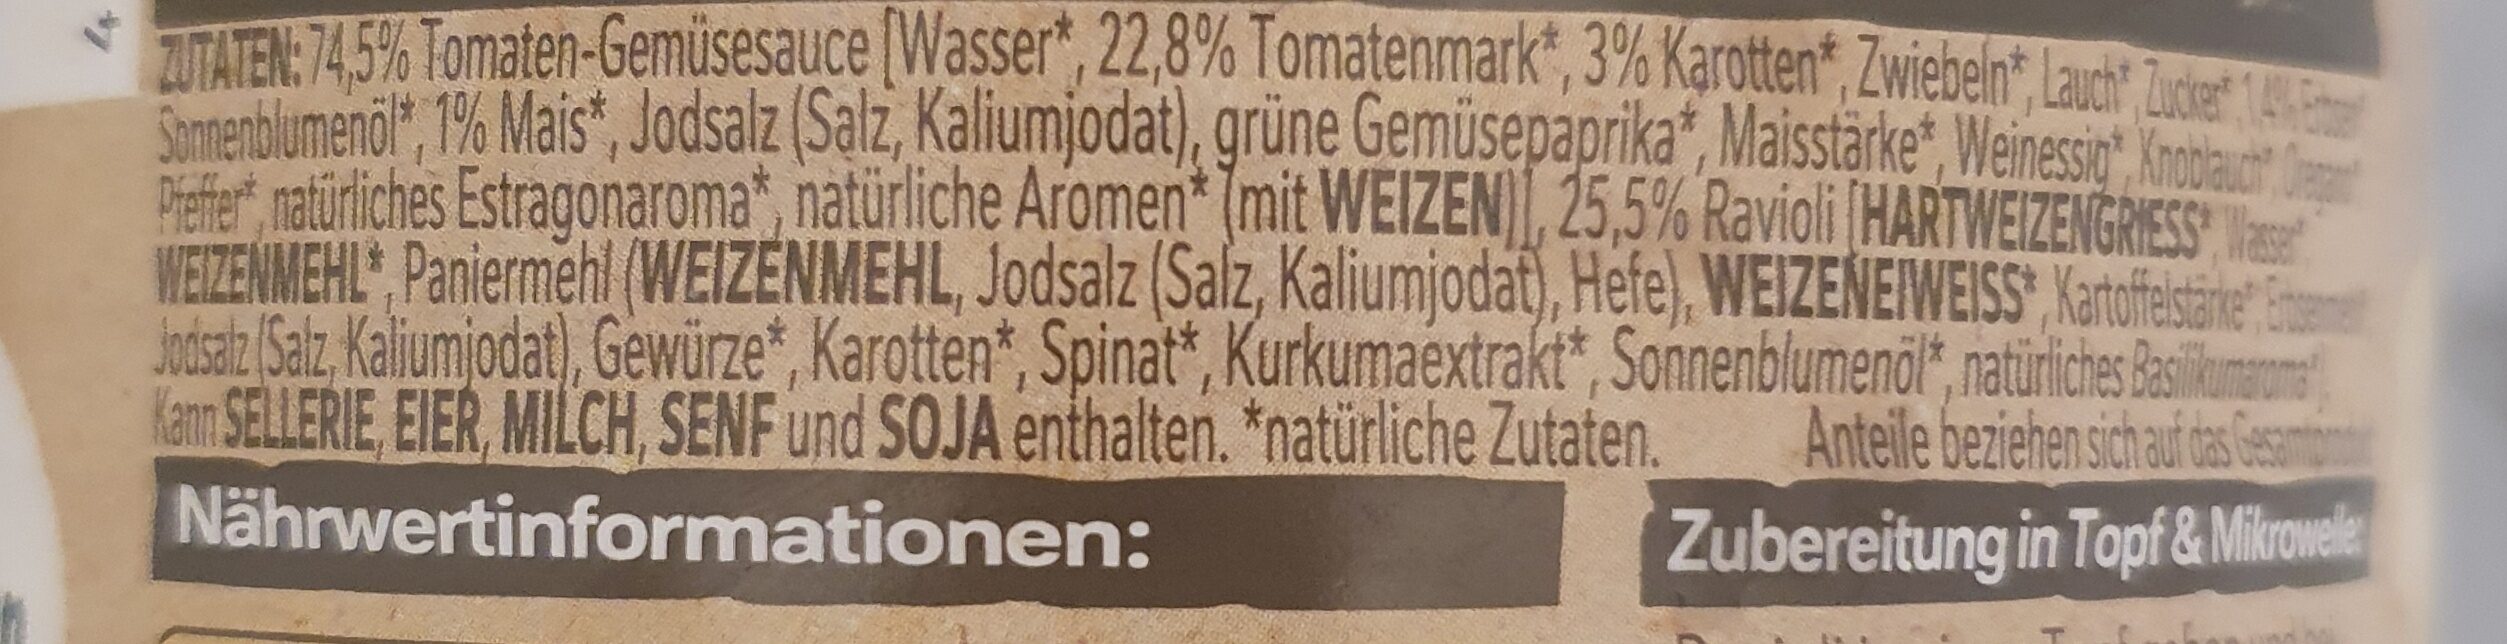 ZUTATEN: 74,5% Tomaten-Gemüsesauce [Wasser*, 22,8% Tomatenmark*, 3% Karotten*, Zwiebeln*, Lauch*, Zucker*, 1,4% Erbsen*
Sonnenblumenöl*, 1% Mais*, Jodsalz (Salz, Kaliumjodat), grüne Gemüsepaprika*, Maisstärke*, Weinessig*, Knoblauch*, Oregano*
Pfeffer*, natürliches Estragonaroma*, natürliche Aromen* (mit WEIZEN)], 25,5% Ravioli [HARTWEIZENGRIESS*, Wasser*,
WEIZENMEHL*, Paniermehl (WEIZENMEHL, Jodsalz (Salz, Kaliumjodat), Hefe), WEIZENEIWEISS*, Kartoffelstärke*,
Jodsalz (Salz, Kaliumjodat), Gewürze*, Karotten*, Spinat*, Kurkumaextrakt*, Sonnenblumenöl*, natürliches Basilikumaroma*].
Kann SELLERIE, EIER, MILCH, SENF und SOJA enthalten. *natürliche Zutaten. Anteile beziehen sich auf das Gesamtprodukt
Nährwertinformationen:
Zubereitung in Topf & Mikrowelle: